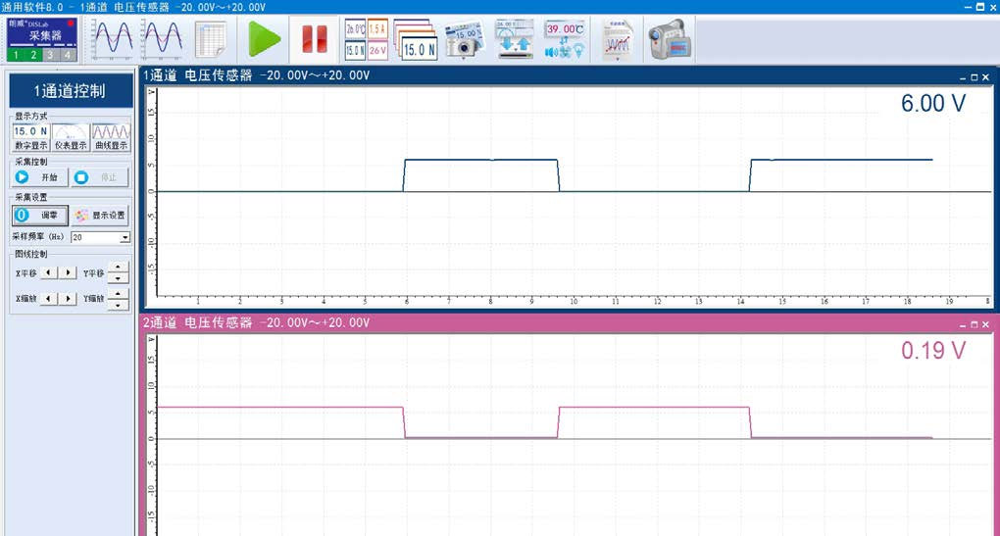 通用软件8.0 - 1通道 电压传感器 -20.00V～+20.00V
朗威® DISLab
采集器
1 2 3 4
26.0℃ 1.5 A
15.0 N 26 V
15.0 N
15.00 N
39.00℃
1通道控制
显示方式
15.0 N
数字显示 仪表显示 曲线显示
采集控制
开始 停止
采集设置
调零 显示设置
采样频率 (Hz) 20
图线控制
X平移 Y平移
X缩放 Y缩放
1通道 电压传感器 -20.00V～+20.00V
6.00 V
V
15
10
5
0
-5
-10
-15
1 2 3 4 5 6 7 8 9 10 11 12 13 14 15 16 17 18 19 S
2通道 电压传感器 -20.00V～+20.00V
0.19 V
V
15
10
5
0
-5
-10
-15